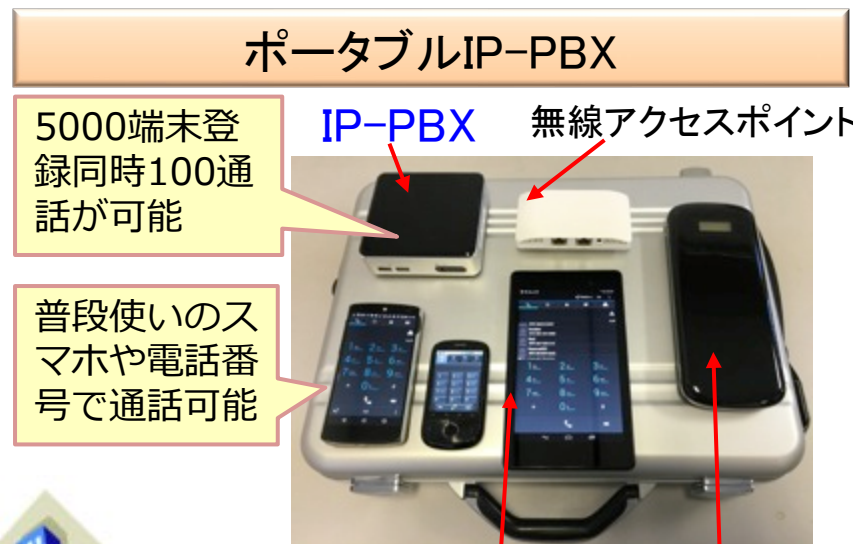 ポータブルIP-PBX
5000端末登
録同時100通
話が可能
IP-PBX
無線アクセスポイント
普段使いのス
マホや電話番
号で通話可能